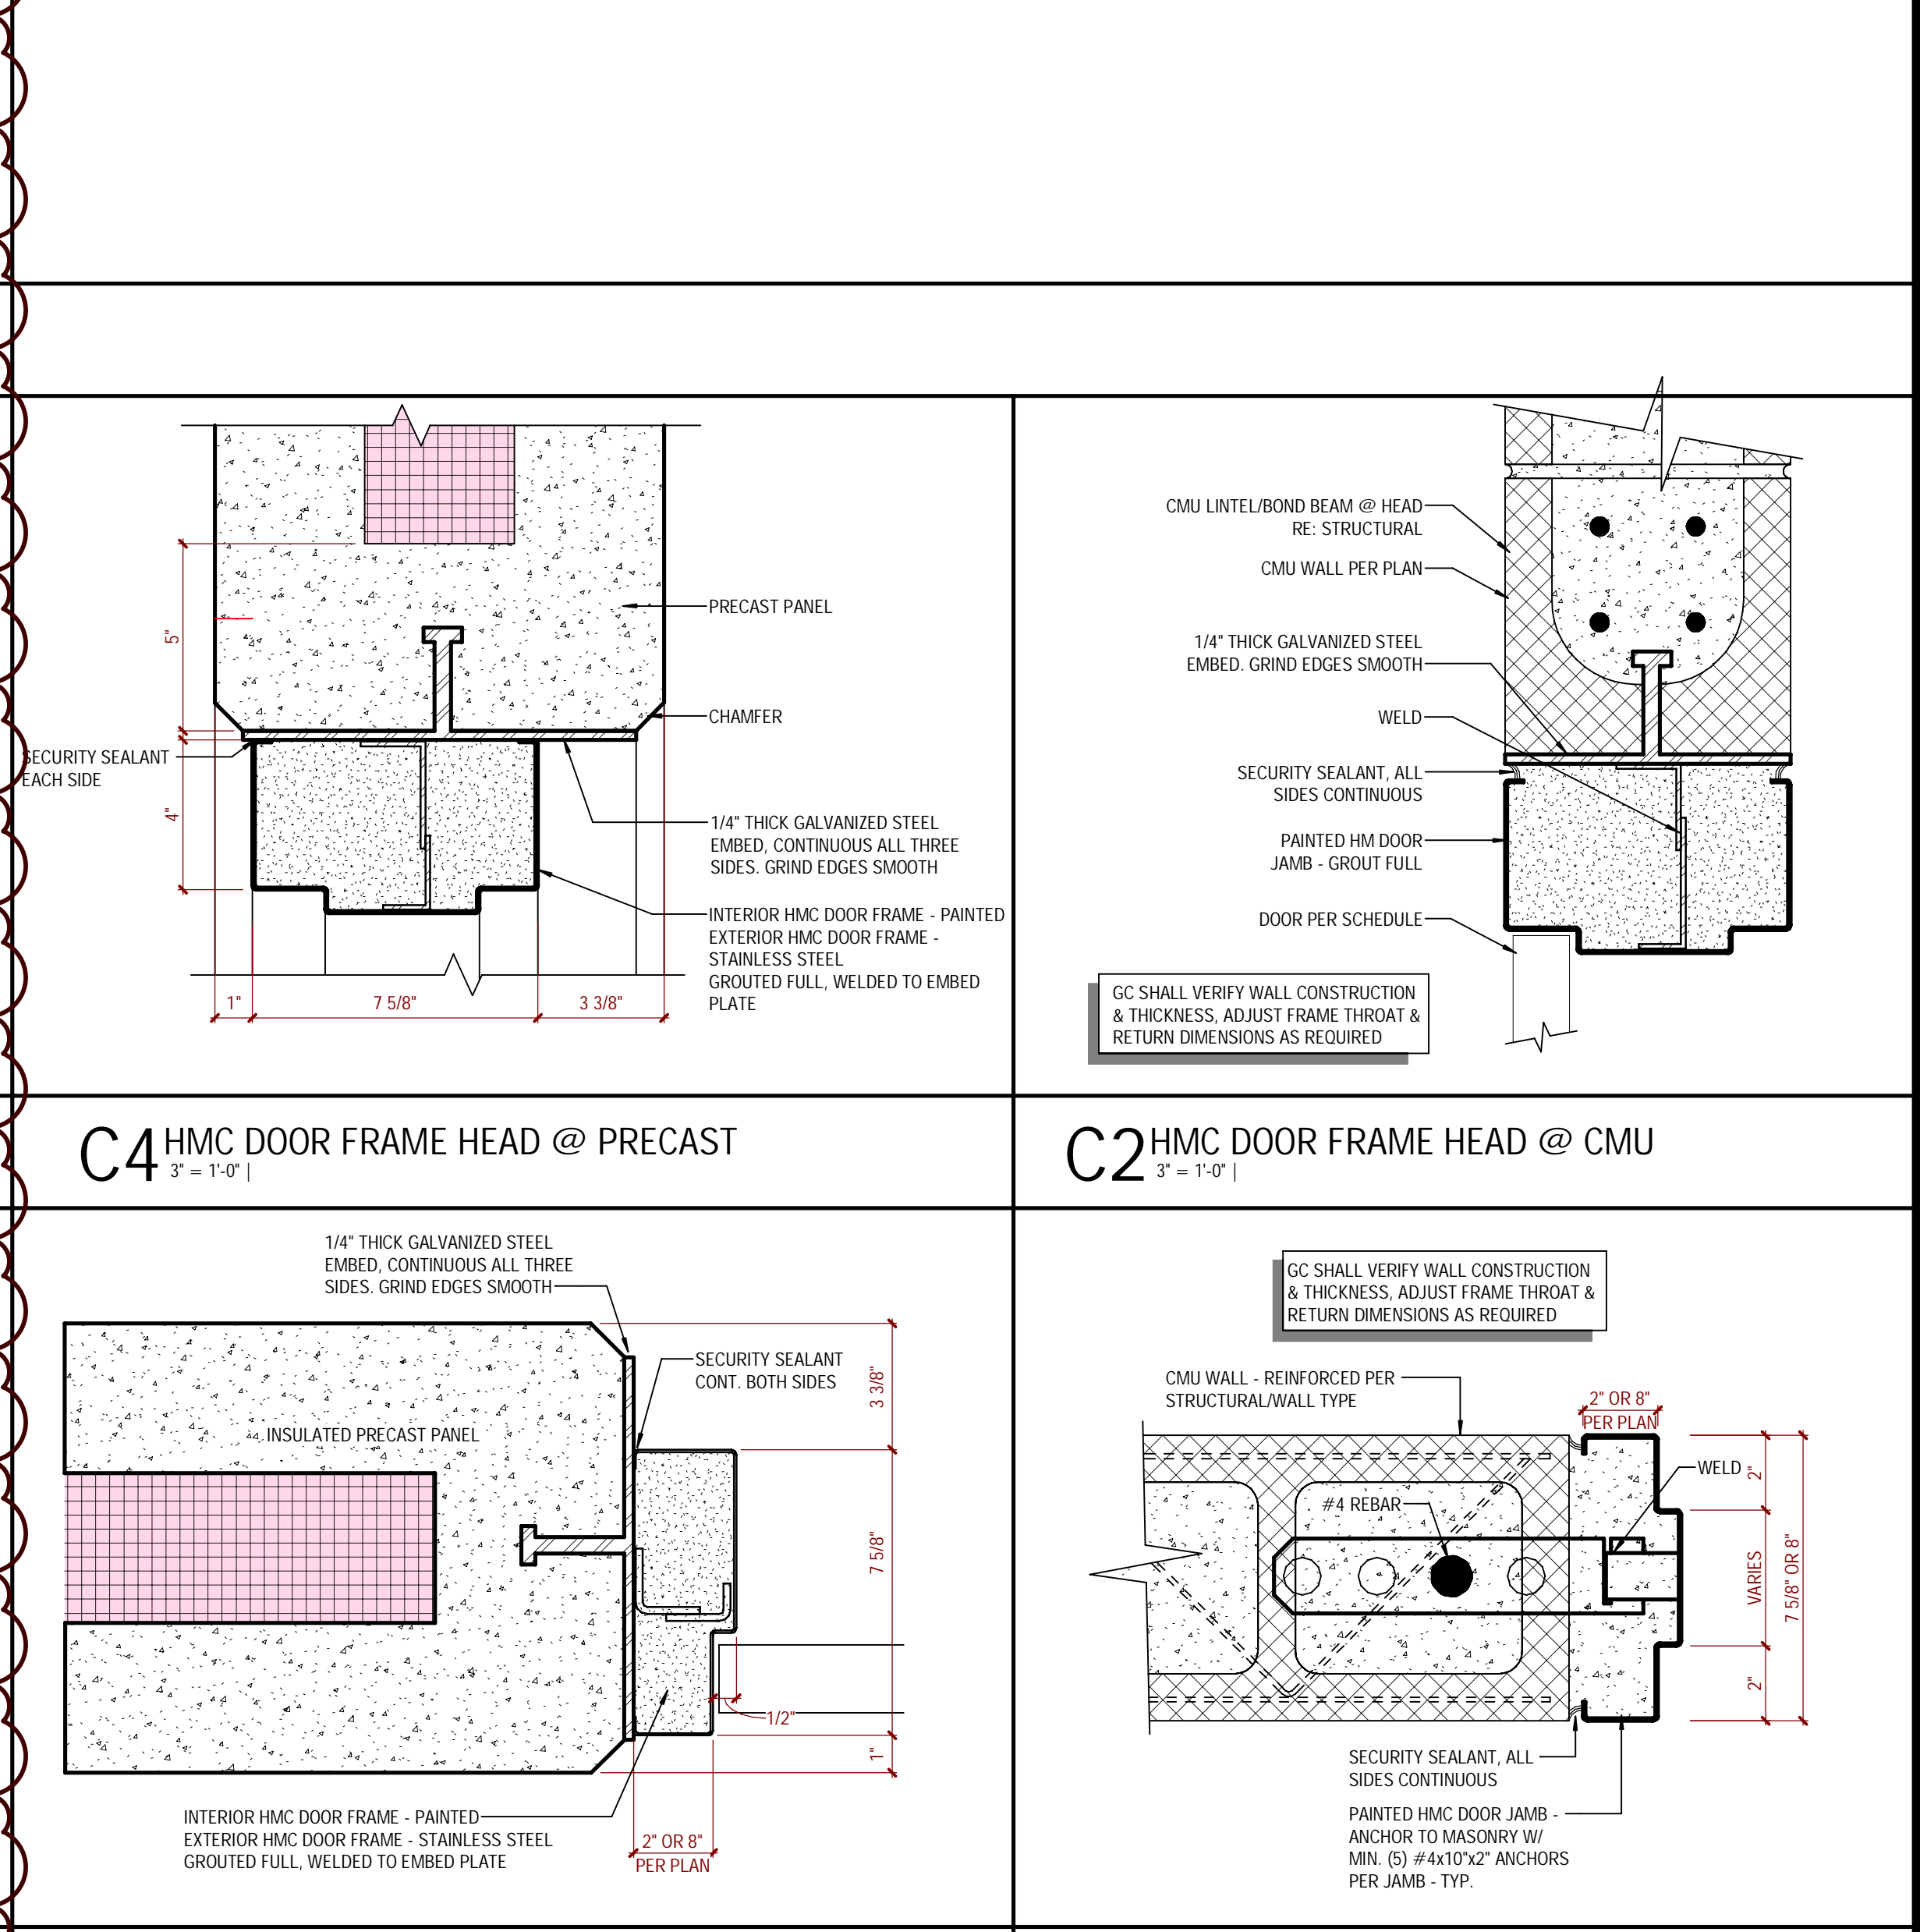 PRECAST PANEL
CHAMFER
5"
SECURITY SEALANT
EACH SIDE
4"
1/4" THICK GALVANIZED STEEL
EMBED, CONTINUOUS ALL THREE
SIDES. GRIND EDGES SMOOTH
INTERIOR HMC DOOR FRAME - PAINTED
EXTERIOR HMC DOOR FRAME -
STAINLESS STEEL
GROUTED FULL, WELDED TO EMBED
PLATE
1"
7 5/8"
3 3/8"
C4 HMC DOOR FRAME HEAD @ PRECAST
3" = 1'-0" |
CMU LINTEL/BOND BEAM @ HEAD
RE: STRUCTURAL
CMU WALL PER PLAN
1/4" THICK GALVANIZED STEEL
EMBED. GRIND EDGES SMOOTH
WELD
SECURITY SEALANT, ALL
SIDES CONTINUOUS
PAINTED HM DOOR
JAMB - GROUT FULL
DOOR PER SCHEDULE
GC SHALL VERIFY WALL CONSTRUCTION
& THICKNESS, ADJUST FRAME THROAT &
RETURN DIMENSIONS AS REQUIRED
C2 HMC DOOR FRAME HEAD @ CMU
3" = 1'-0" |
1/4" THICK GALVANIZED STEEL
EMBED, CONTINUOUS ALL THREE
SIDES. GRIND EDGES SMOOTH
SECURITY SEALANT
CONT. BOTH SIDES
3 3/8"
INSULATED PRECAST PANEL
7 5/8"
1/2"
1"
INTERIOR HMC DOOR FRAME - PAINTED
EXTERIOR HMC DOOR FRAME - STAINLESS STEEL
GROUTED FULL, WELDED TO EMBED PLATE
2" OR 8"
PER PLAN
GC SHALL VERIFY WALL CONSTRUCTION
& THICKNESS, ADJUST FRAME THROAT &
RETURN DIMENSIONS AS REQUIRED
CMU WALL - REINFORCED PER
STRUCTURAL/WALL TYPE
2" OR 8"
PER PLAN
WELD
2"
#4 REBAR
VARIES
7 5/8" OR 8"
2"
SECURITY SEALANT, ALL
SIDES CONTINUOUS
PAINTED HMC DOOR JAMB -
ANCHOR TO MASONRY W/
MIN. (5) #4x10"x2" ANCHORS
PER JAMB - TYP.